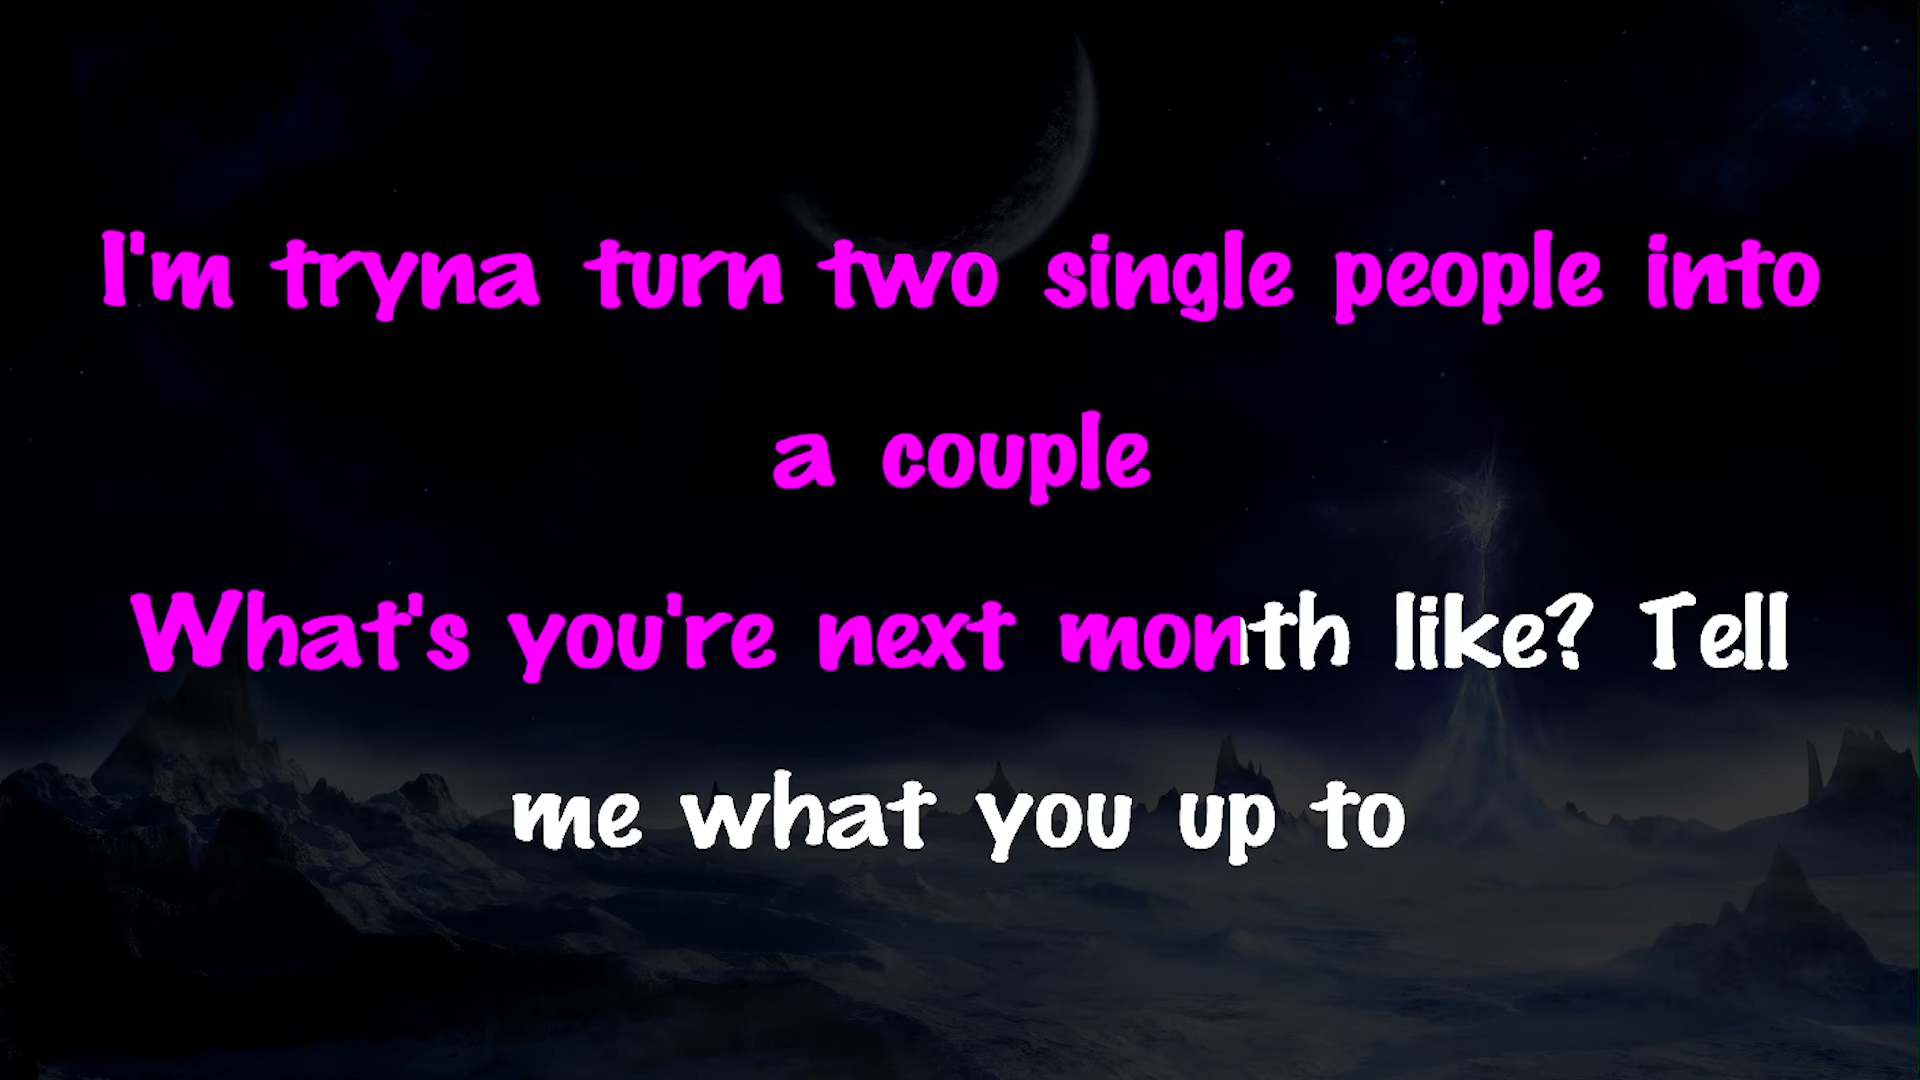 I'm tryna turn two single people into
a couple
What's you're next month like? Tell
me what you up to